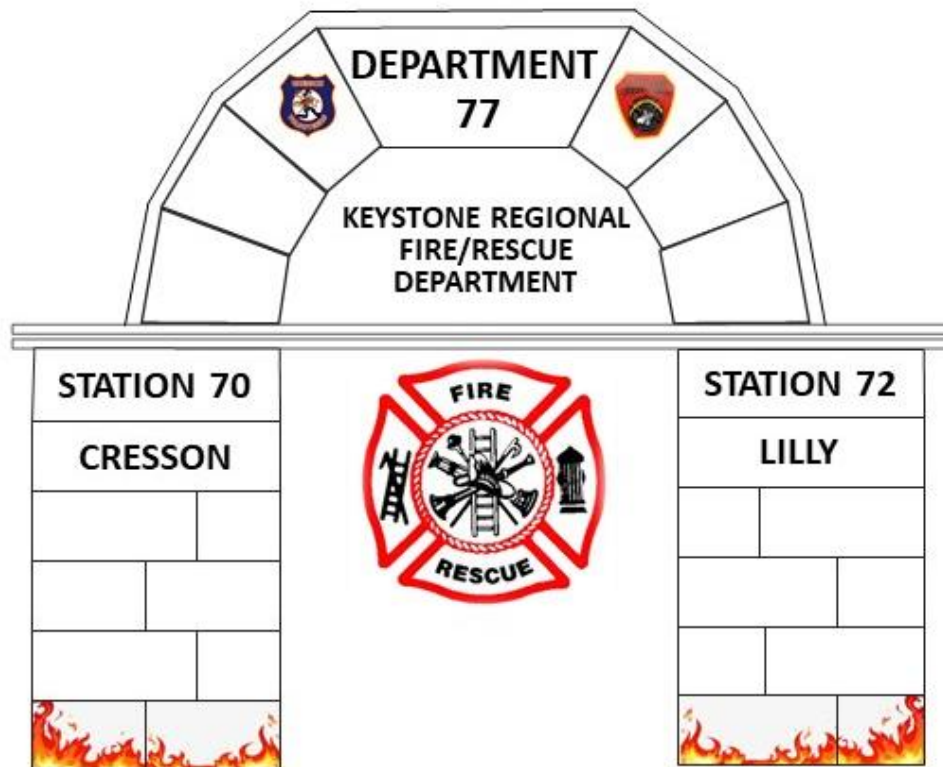 DEPARTMENT
77
KEYSTONE REGIONAL
FIRE/RESCUE
DEPARTMENT
STATION 70
CRESSON
STATION 72
LILLY
FIRE
RESCUE